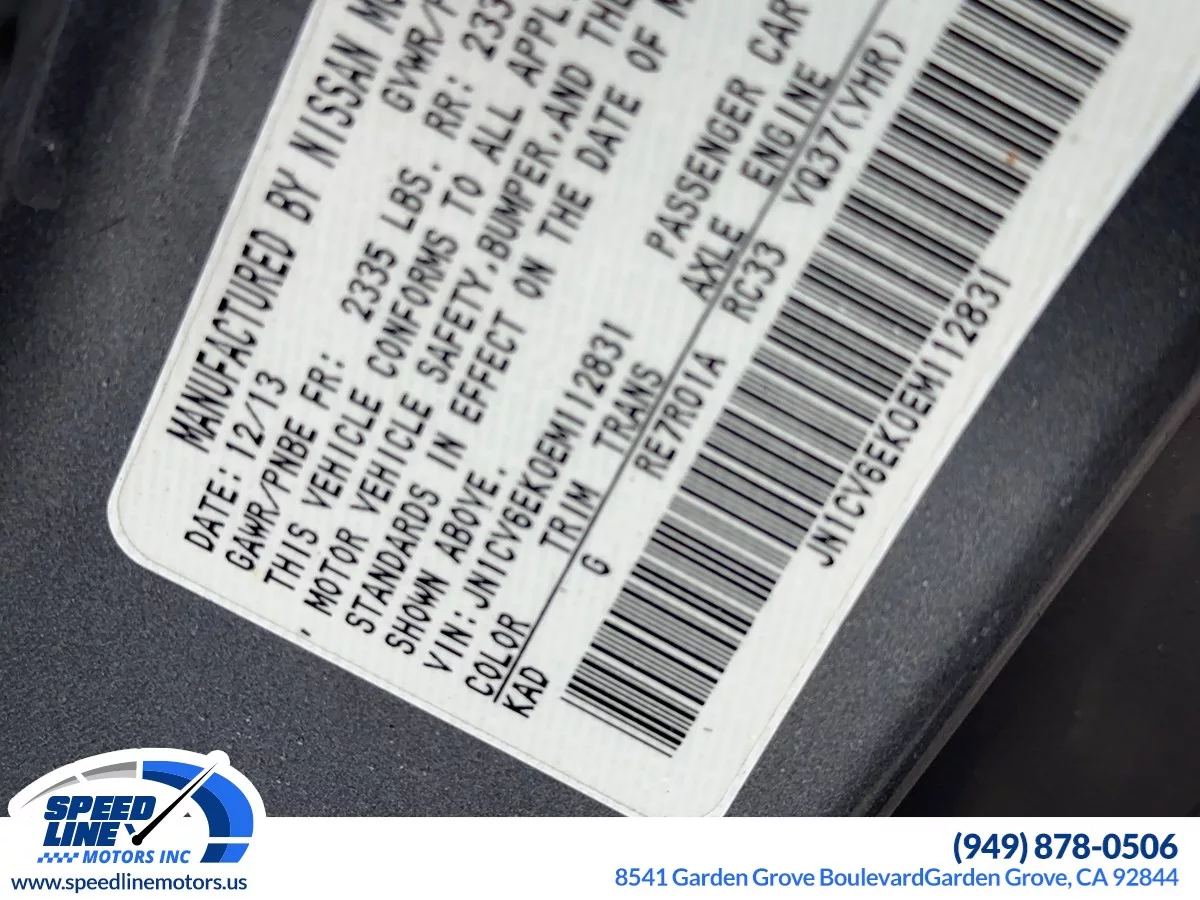 MANUFACTURED BY NISSAN
DATE: 12/13 GVWR/
GAWR/PNBE FR: 2335 LBS. RR: 233
THIS VEHICLE CONFORMS TO ALL APPL
MOTOR VEHICLE SAFETY, BUMPER, AND THE
STANDARDS IN EFFECT ON THE DATE OF M
SHOWN ABOVE.
VIN: JN1CV6EK0EM112831 PASSENGER CAR
COLOR TRIM TRANS AXLE ENGINE
KAD G RE7R01A RC33 VQ37(VHR)
JN1CV6EK0EM112831
SPEED
LINE
MOTORS INC
www.speedlinemotors.us
(949) 878-0506
8541 Garden Grove BoulevardGarden Grove, CA 92844